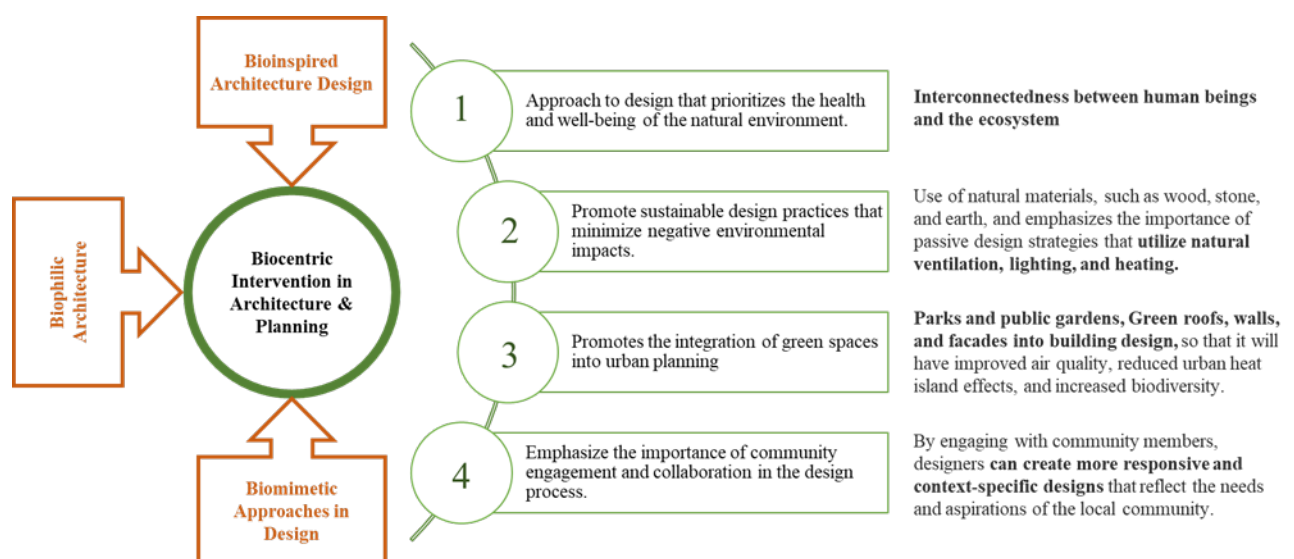 Bioinspired
Architecture Design
Biophilic
Architecture
Biocentric
Intervention in
Architecture &
Planning
Biomimetic
Approaches in
Design
1
Approach to design that prioritizes the health
and well-being of the natural environment.
Interconnectedness between human beings
and the ecosystem
2
Promote sustainable design practices that
minimize negative environmental
impacts.
Use of natural materials, such as wood, stone,
and earth, and emphasizes the importance of
passive design strategies that utilize natural
ventilation, lighting, and heating.
3
Promotes the integration of green spaces
into urban planning
Parks and public gardens, Green roofs, walls,
and facades into building design, so that it will
have improved air quality, reduced urban heat
island effects, and increased biodiversity.
4
Emphasize the importance of community
engagement and collaboration in the design
process.
By engaging with community members,
designers can create more responsive and
context-specific designs that reflect the needs
and aspirations of the local community.